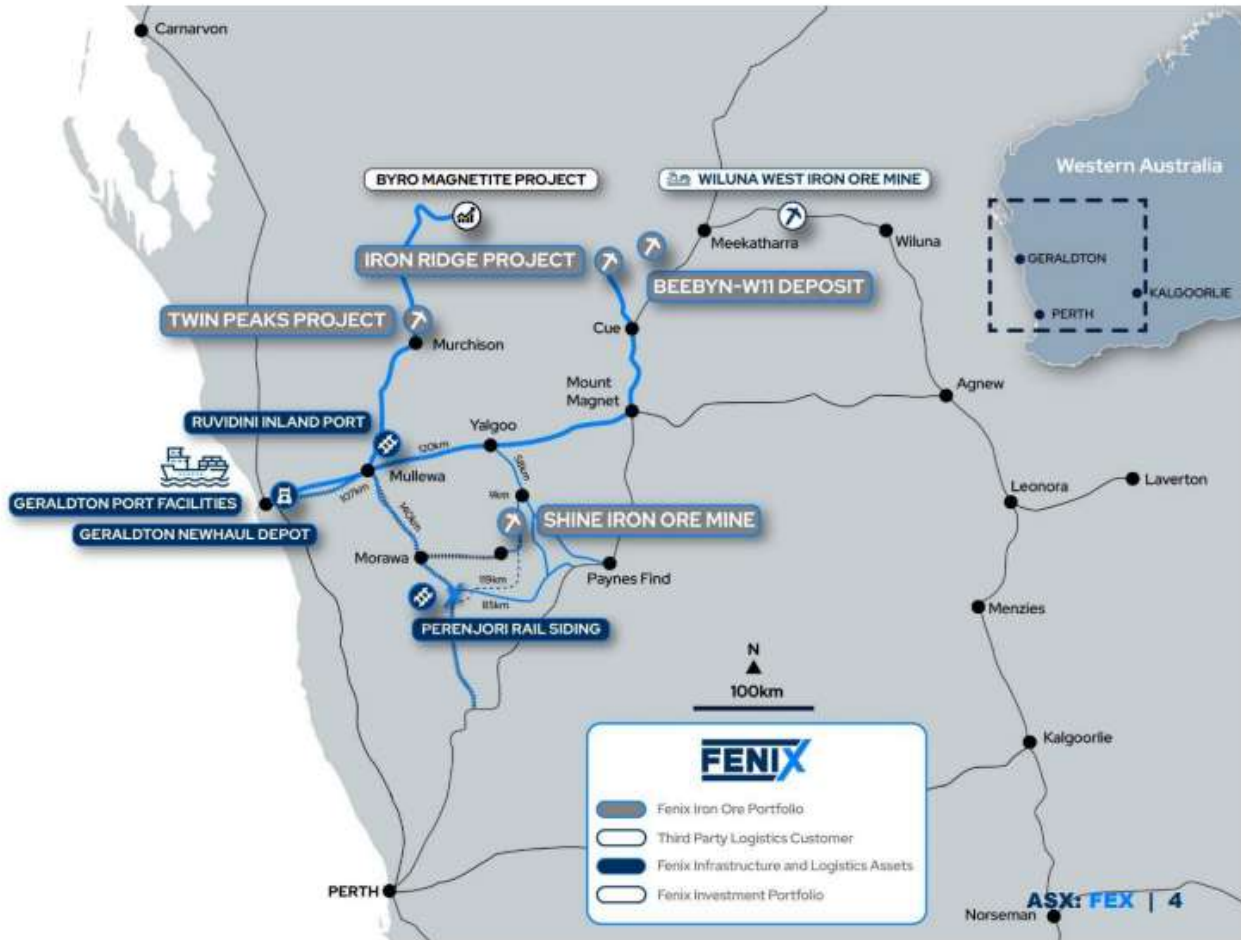 Carnarvon
BYRO MAGNETITE PROJECT
WILUNA WEST IRON ORE MINE
Western Australia
Meekatharra
Wiluna
IRON RIDGE PROJECT
BEEBYN-W11 DEPOSIT
GERALDTON
KALGOORLIE
PERTH
TWIN PEAKS PROJECT
Cue
Murchison
Mount
Magnet
Agnew
RUVIDINI INLAND PORT
Yalgoo
120km
Mullewa
58km
107km
GERALDTON PORT FACILITIES
9km
Leonora
Laverton
GERALDTON NEWHAUL DEPOT
140km
SHINE IRON ORE MINE
Morawa
119km
Paynes Find
85km
Menzies
PERENJORI RAIL SIDING
N
100km
Kalgoorlie
FENIX
Fenix Iron Ore Portfolio
Third Party Logistics Customer
Fenix Infrastructure and Logistics Assets
Fenix Investment Portfolio
PERTH
ASX: FEX | 4
Norseman